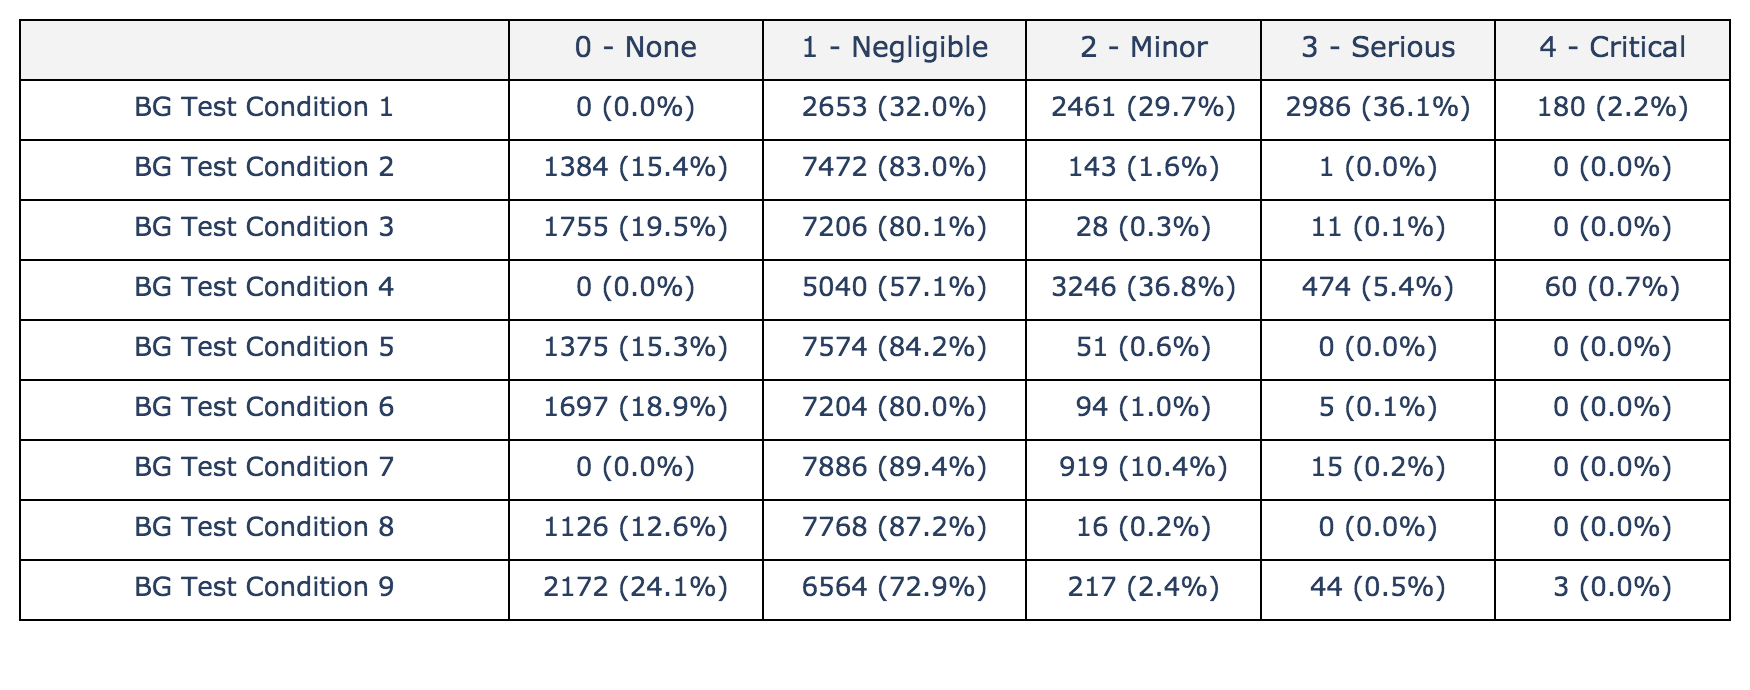 0 - None 1 - Negligible 2 - Minor 3 - Serious 4 - Critical
BG Test Condition 1 0 (0.0%) 2653 (32.0%) 2461 (29.7%) 2986 (36.1%) 180 (2.2%)
BG Test Condition 2 1384 (15.4%) 7472 (83.0%) 143 (1.6%) 1 (0.0%) 0 (0.0%)
BG Test Condition 3 1755 (19.5%) 7206 (80.1%) 28 (0.3%) 11 (0.1%) 0 (0.0%)
BG Test Condition 4 0 (0.0%) 5040 (57.1%) 3246 (36.8%) 474 (5.4%) 60 (0.7%)
BG Test Condition 5 1375 (15.3%) 7574 (84.2%) 51 (0.6%) 0 (0.0%) 0 (0.0%)
BG Test Condition 6 1697 (18.9%) 7204 (80.0%) 94 (1.0%) 5 (0.1%) 0 (0.0%)
BG Test Condition 7 0 (0.0%) 7886 (89.4%) 919 (10.4%) 15 (0.2%) 0 (0.0%)
BG Test Condition 8 1126 (12.6%) 7768 (87.2%) 16 (0.2%) 0 (0.0%) 0 (0.0%)
BG Test Condition 9 2172 (24.1%) 6564 (72.9%) 217 (2.4%) 44 (0.5%) 3 (0.0%)